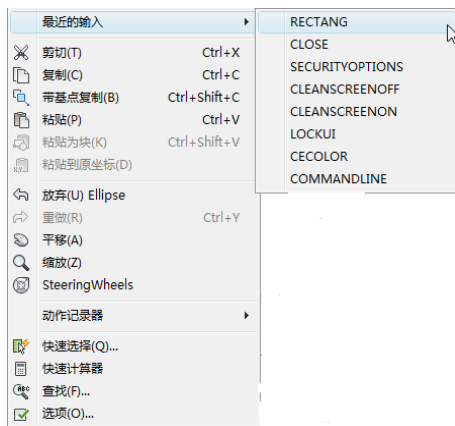 最近的输入
剪切(T) Ctrl+X
复制(C) Ctrl+C
带基点复制(B) Ctrl+Shift+C
粘贴(P) Ctrl+V
粘贴为块(K) Ctrl+Shift+V
粘贴到原坐标(D)
放弃(U) Ellipse
重做(R) Ctrl+Y
平移(A)
缩放(Z)
SteeringWheels
动作记录器
快速选择(Q)...
快速计算器
查找(F)...
选项(O)...
RECTANG
CLOSE
SECURITYOPTIONS
CLEANSCREENOFF
CLEANSCREENON
LOCKUI
CECOLOR
COMMANDLINE